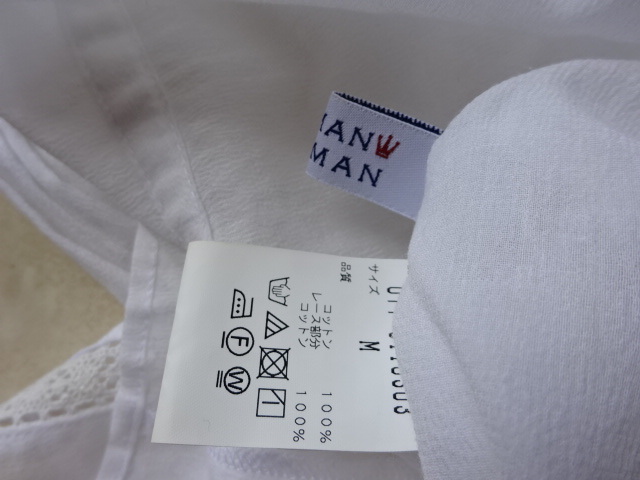 MAN
サイズ M
品質
コットン 100%
レース部分
コットン 100%
F
W